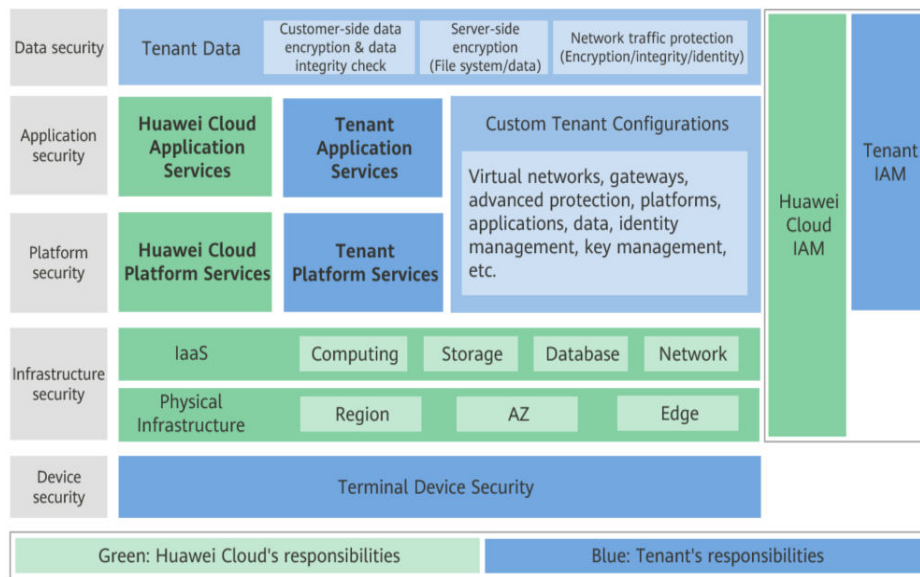 Data security
Tenant Data
Customer-side data
encryption & data
integrity check
Server-side
encryption
(File system/data)
Network traffic protection
(Encryption/integrity/identity)
Application
security
Huawei Cloud
Application
Services
Tenant
Application
Services
Custom Tenant Configurations
Virtual networks, gateways,
advanced protection, platforms,
applications, data, identity
management, key management,
etc.
Platform
security
Huawei Cloud
Platform Services
Tenant
Platform Services
Huawei
Cloud
IAM
Tenant
IAM
Infrastructure
security
IaaS
Computing
Storage
Database
Network
Physical
Infrastructure
Region
AZ
Edge
Device
security
Terminal Device Security
Green: Huawei Cloud's responsibilities
Blue: Tenant's responsibilities